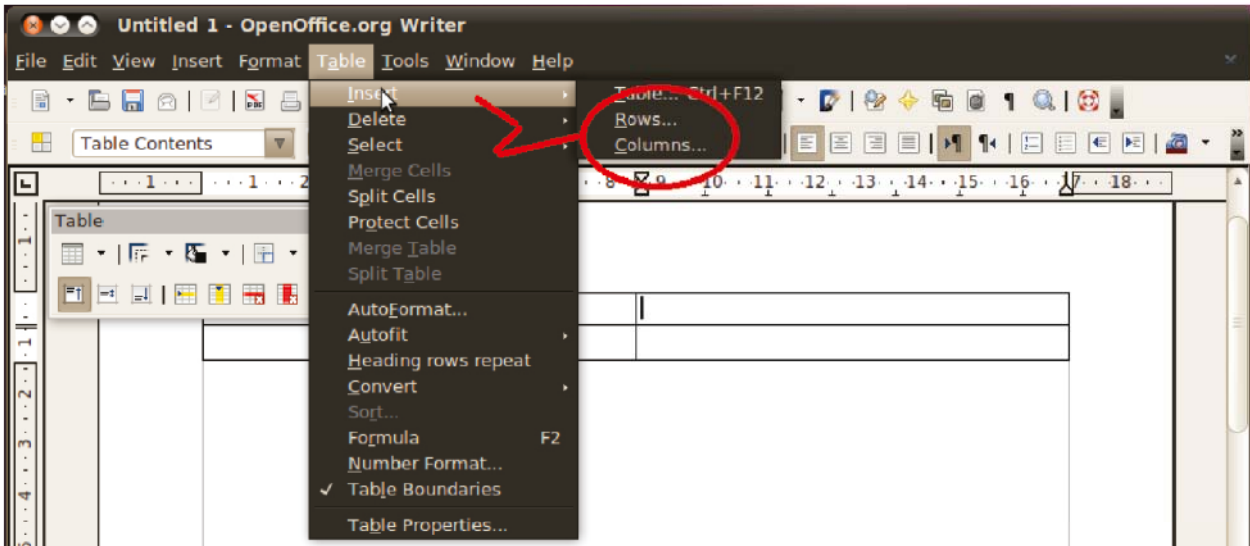 Untitled 1 - OpenOffice.org Writer
File Edit View Insert Format Table Tools Window Help
Insert
Table... Ctrl+F12
Delete
Rows...
Select
Columns...
Table Contents
Merge Cells
Split Cells
Protect Cells
Merge Table
Split Table
AutoFormat...
Autofit
Heading rows repeat
Convert
Sort...
Formula F2
Number Format...
Table Boundaries
Table Properties...
1 1 2 8 9 10 11 12 13 14 15 16 17 18
Table
1
1
2
3
4
5